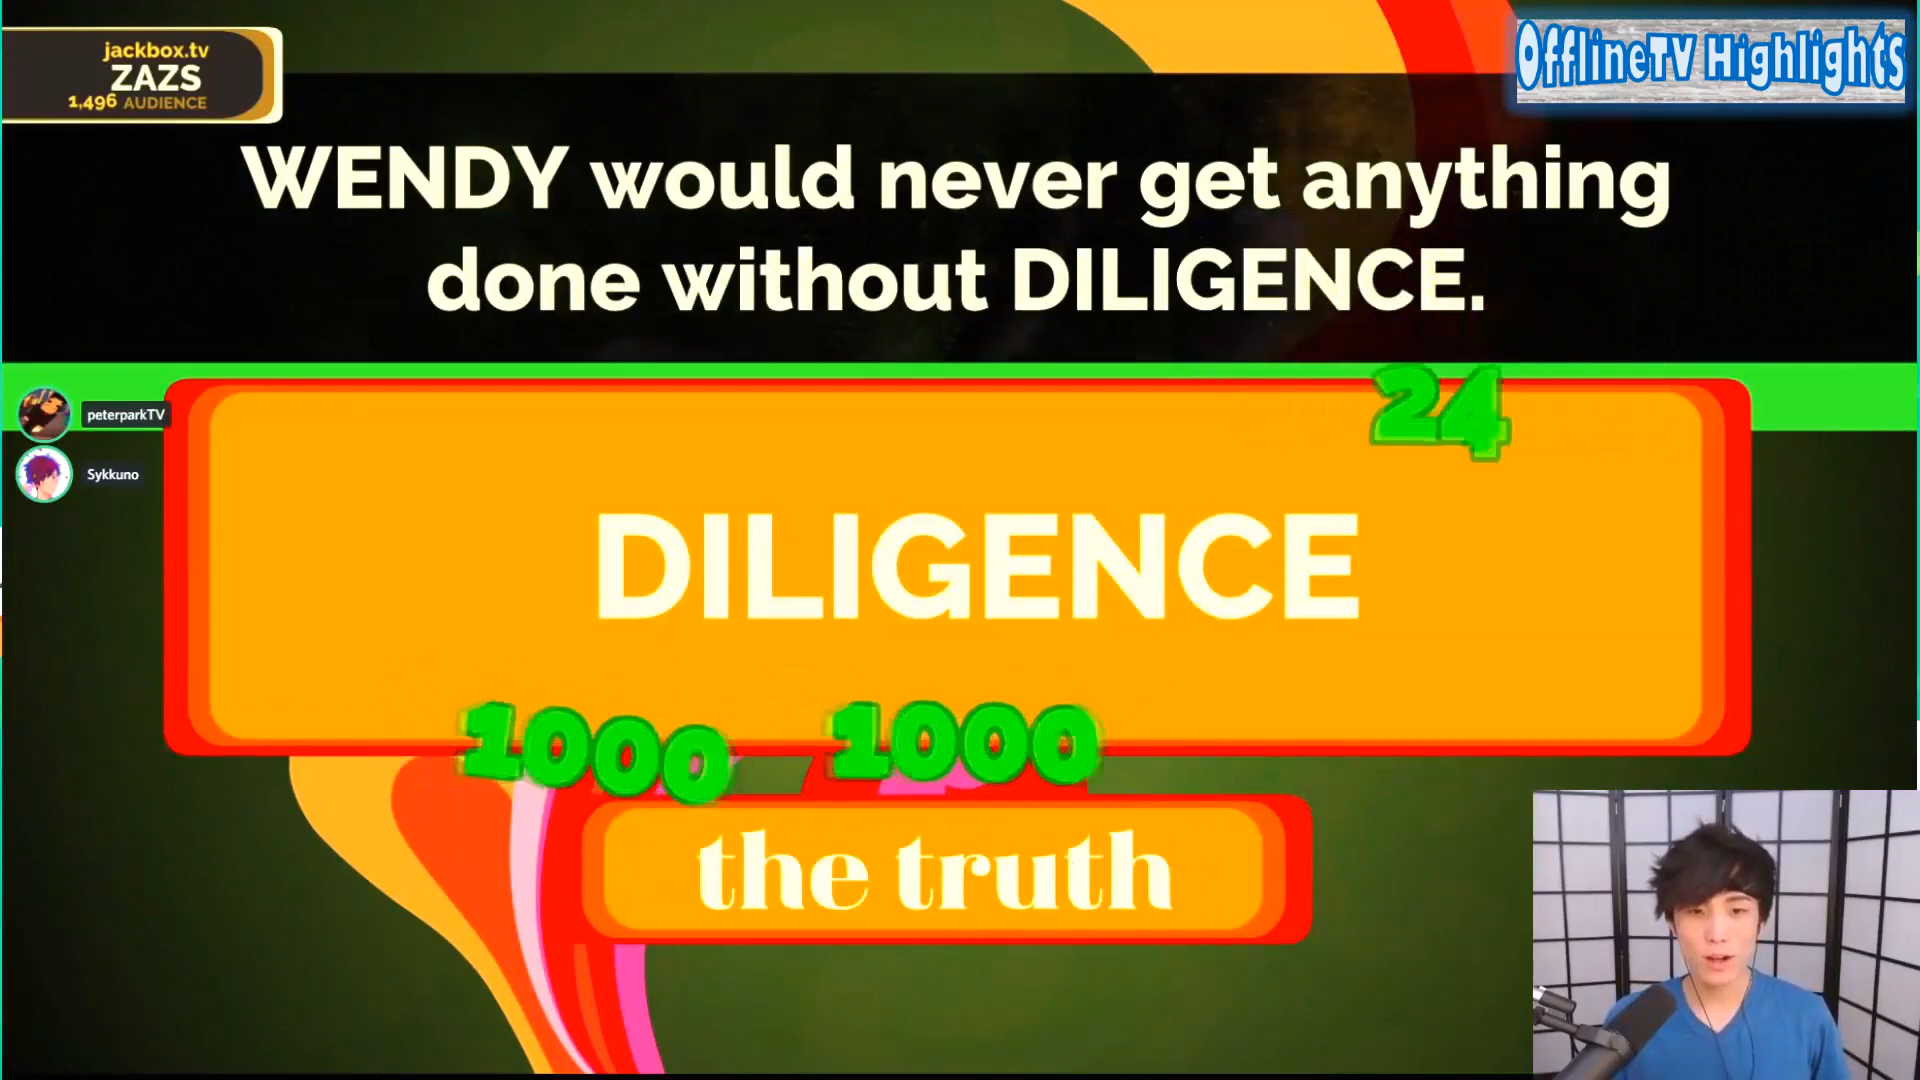 jackbox.tv
ZAZS
1,496 AUDIENCE
OfflineTV Highlights
WENDY would never get anything
done without DILIGENCE.
24
peterparkTV
Sykkuno
DILIGENCE
1000 1000
the truth